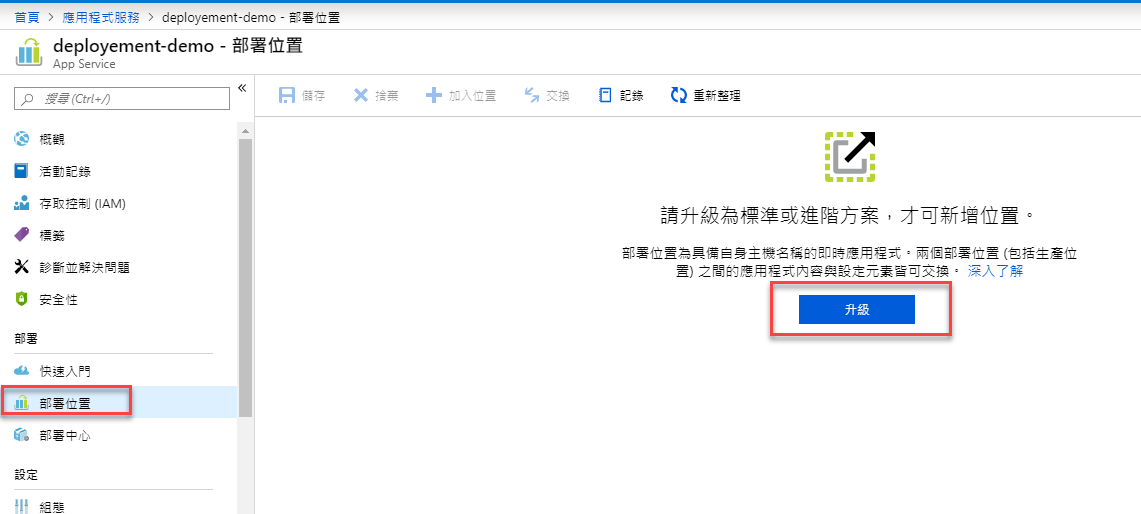 首頁 > 應用程式服務 > deployement-demo - 部署位置
deployement-demo - 部署位置
App Service
搜尋 (Ctrl+/)
«
概觀
活動記錄
存取控制 (IAM)
標籤
診斷並解決問題
安全性
部署
快速入門
部署位置
部署中心
設定
組態
儲存 捨棄 加入位置 交換 記錄 重新整理
請升級為標準或進階方案，才可新增位置。
部署位置為具備自身主機名稱的即時應用程式。兩個部署位置 (包括生產位
置) 之間的應用程式內容與設定元素皆可交換。 深入了解
升級